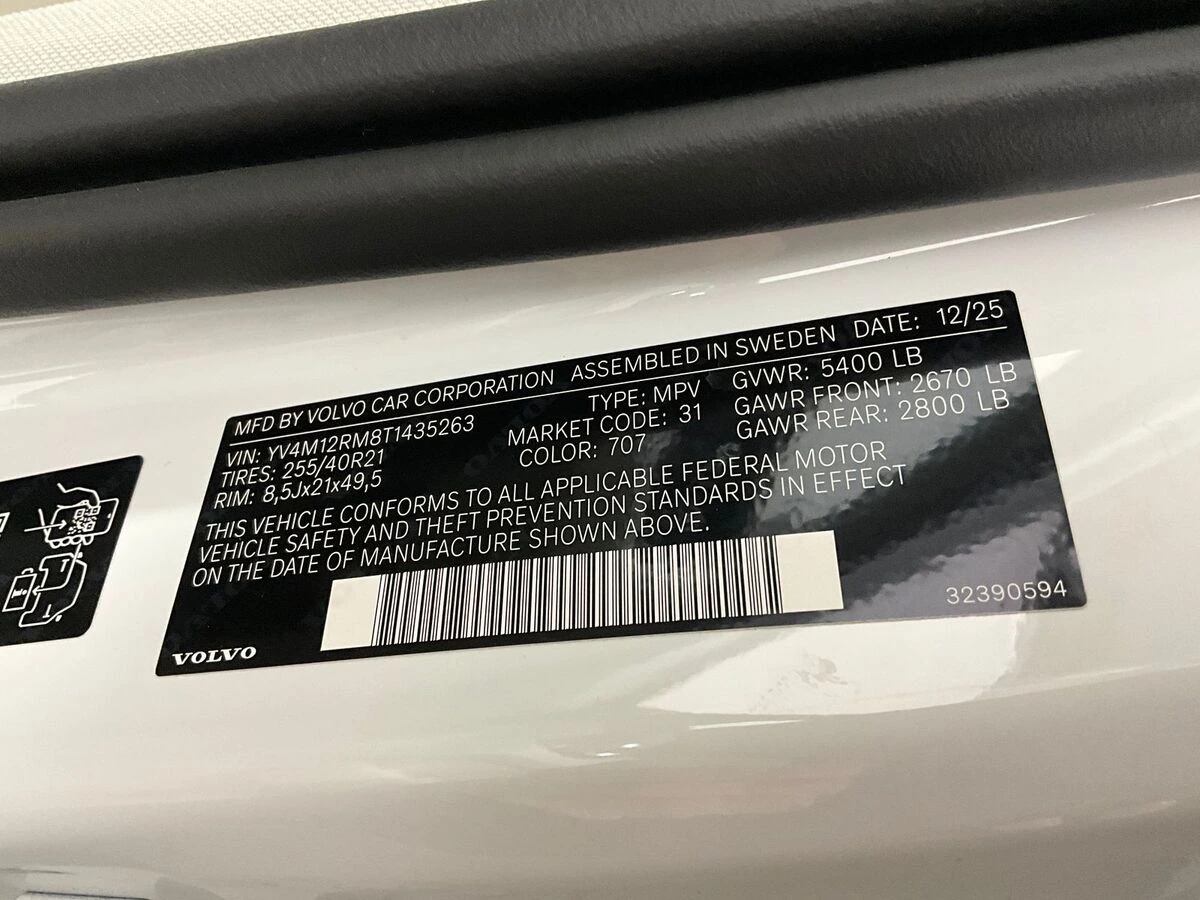 MFD BY VOLVO CAR CORPORATION ASSEMBLED IN SWEDEN DATE: 12/25
VIN: YV4M12RM8T1435263 TYPE: MPV GVWR: 5400 LB
TIRES: 255/40R21 MARKET CODE: 31 GAWR FRONT: 2670 LB
RIM: 8,5Jx21x49,5 COLOR: 707 GAWR REAR: 2800 LB
THIS VEHICLE CONFORMS TO ALL APPLICABLE FEDERAL MOTOR
VEHICLE SAFETY AND THEFT PREVENTION STANDARDS IN EFFECT
ON THE DATE OF MANUFACTURE SHOWN ABOVE.
VOLVO 32390594